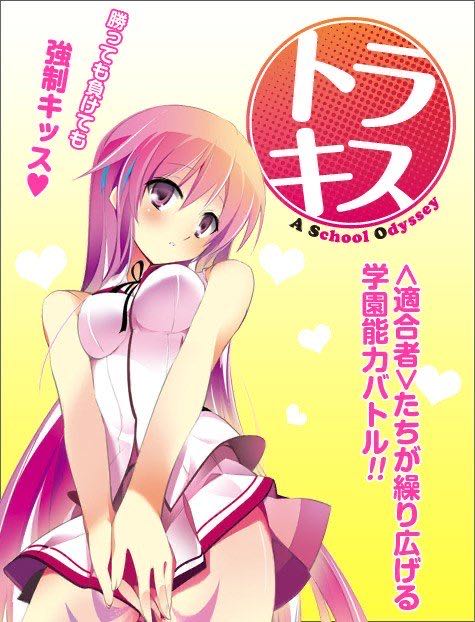 勝っても負けても
強制キッス♥
トラ
キス
A School Odyssey
<適合者>たちが繰り広げる
学園能力バトル!!